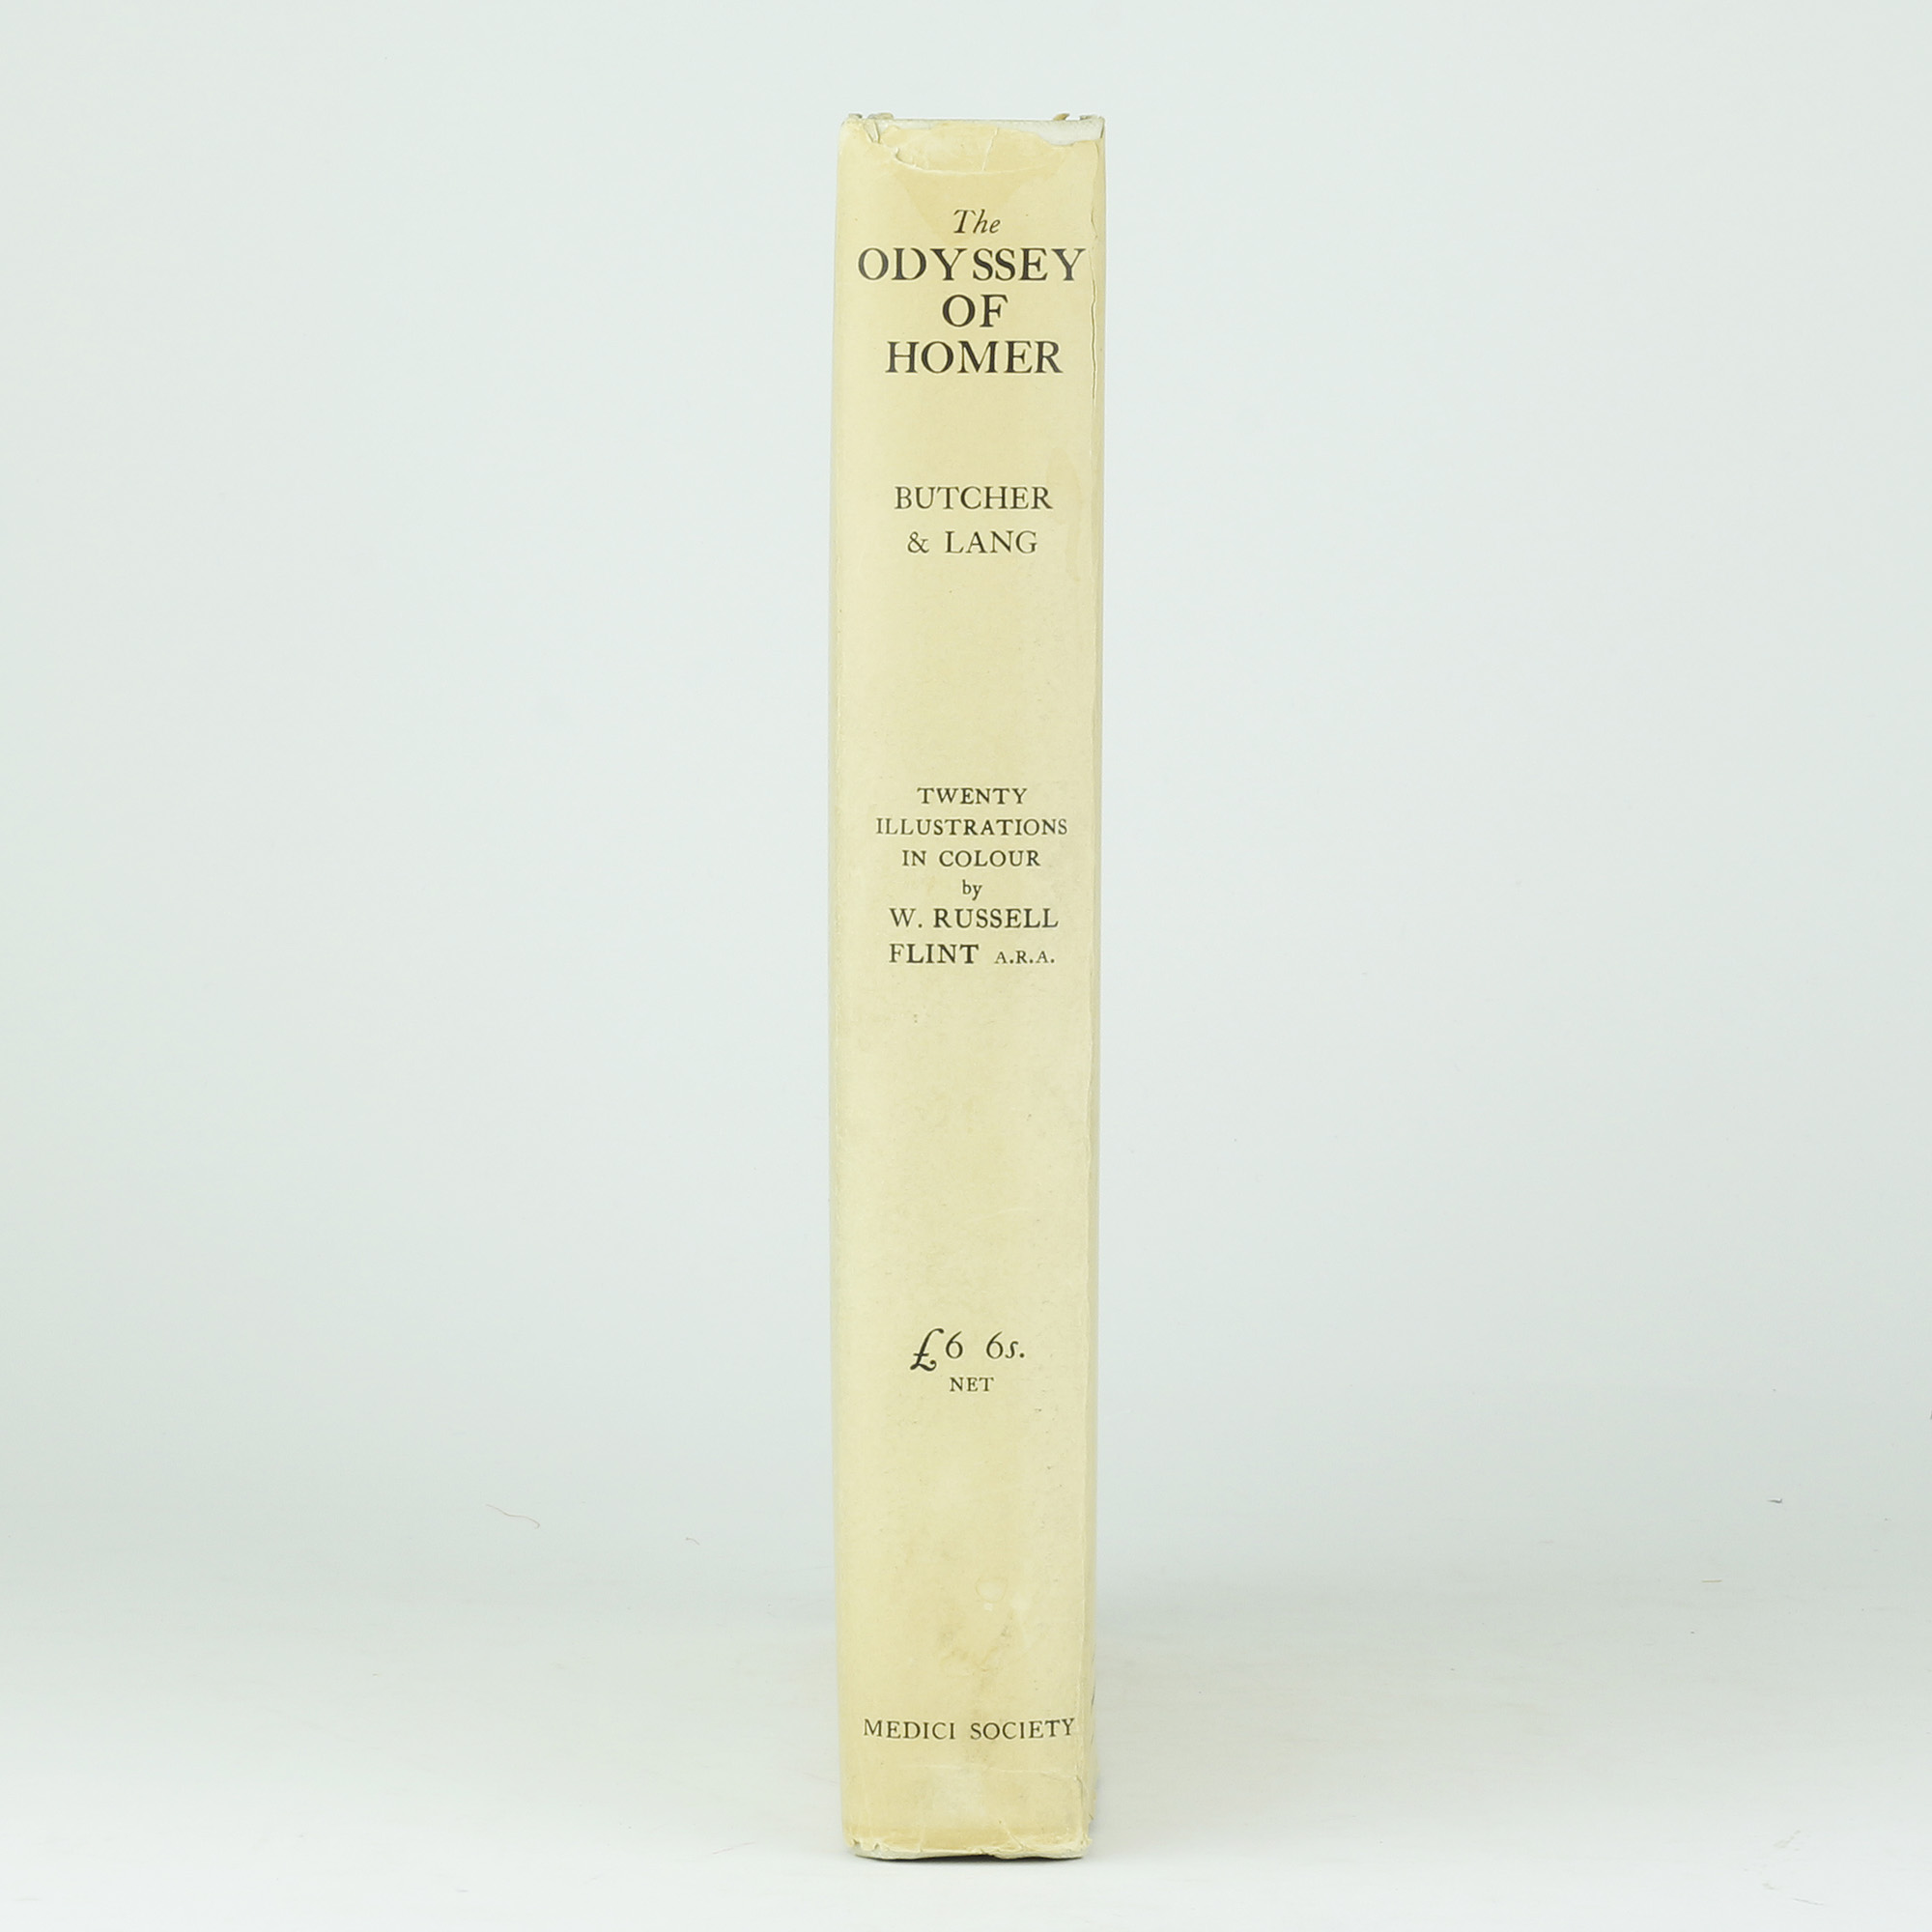 The
ODYSSEY
OF
HOMER
BUTCHER
& LANG
TWENTY
ILLUSTRATIONS
IN COLOUR
by
W. RUSSELL
FLINT A.R.A.
£6 6s.
NET
MEDICI SOCIETY